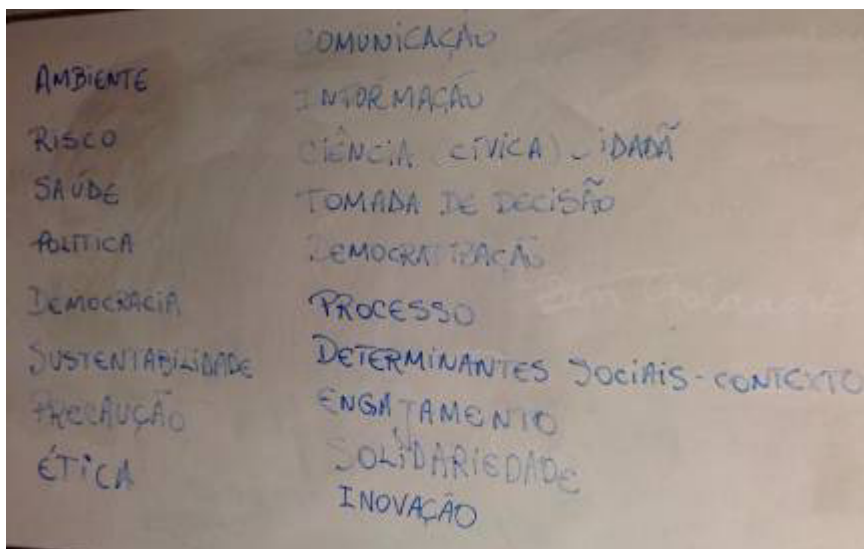 AMBIENTE
RISCO
SAÚDE
POLÍTICA
DEMOCRACIA
SUSTENTABILIDADE
PRECAUÇÃO
ÉTICA
COMUNICAÇÃO
INFORMAÇÃO
CIÊNCIA (CÍVICA) - IDADÃ
TOMADA DE DECISÃO
DEMOCRATIZAÇÃO
PROCESSO
DETERMINANTES SOCIAIS - CONTEXTO
ENGAJAMENTO
SOLIDARIEDADE
INOVAÇÃO